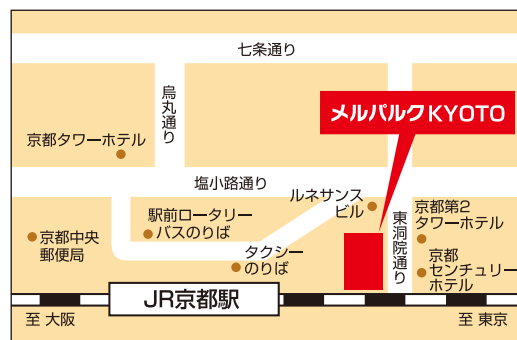 七条通り
烏丸通り
メルパルクKYOTO
京都タワーホテル
塩小路通り
ルネサンス
ビル
駅前ロータリー
バスのりば
京都中央
郵便局
タクシー
のりば
東洞院通り
京都第2
タワーホテル
京都
センチュリー
ホテル
JR京都駅
至 大阪
至 東京